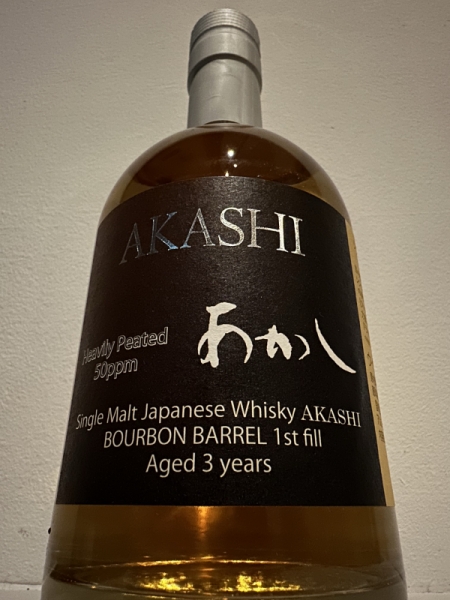 AKASHI
あかし
Heavily Peated
50ppm
Single Malt Japanese Whisky AKASHI
BOURBON BARREL 1st fill
Aged 3 years